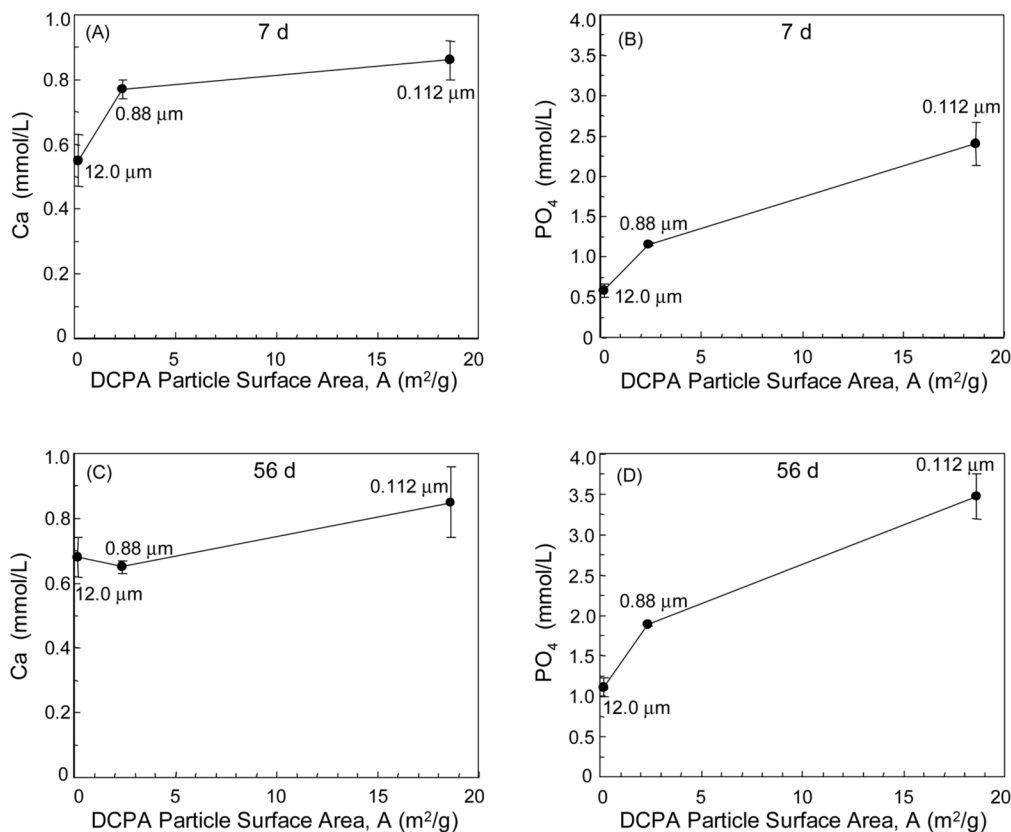 (A)
7 d
1.0
0.8
0.6
0.4
0.2
0
Ca (mmol/L)
12.0 μm
0.88 μm
0.112 μm
0 5 10 15 20
DCPA Particle Surface Area, A (m²/g)
(B)
7 d
4.0
3.5
3.0
2.5
2.0
1.5
1.0
0.5
0
PO₄ (mmol/L)
12.0 μm
0.88 μm
0.112 μm
0 5 10 15 20
DCPA Particle Surface Area, A (m²/g)
(C)
56 d
1.0
0.8
0.6
0.4
0.2
0
Ca (mmol/L)
12.0 μm
0.88 μm
0.112 μm
0 5 10 15 20
DCPA Particle Surface Area, A (m²/g)
(D)
56 d
4.0
3.5
3.0
2.5
2.0
1.5
1.0
0.5
0
PO₄ (mmol/L)
12.0 μm
0.88 μm
0.112 μm
0 5 10 15 20
DCPA Particle Surface Area, A (m²/g)